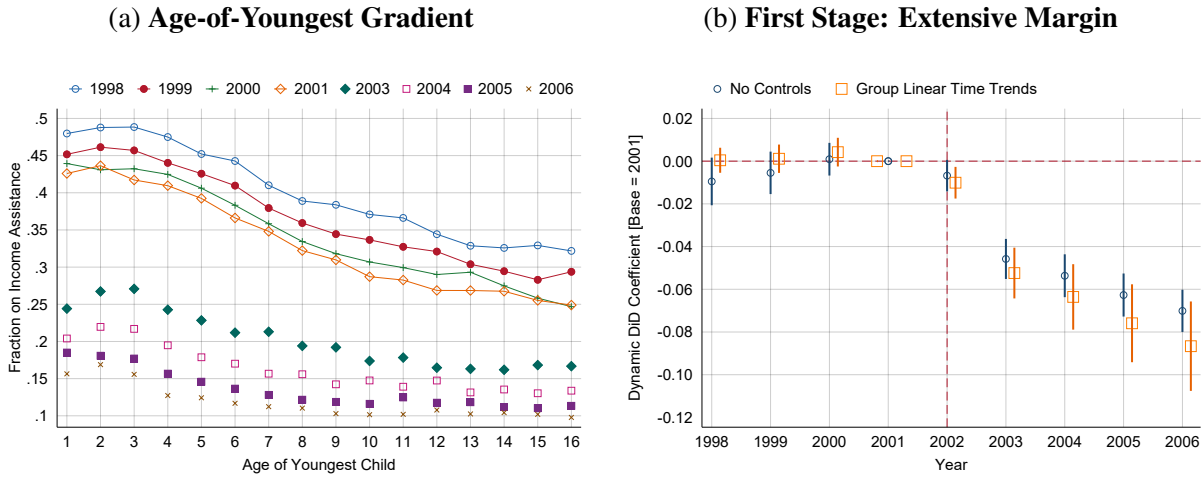 (a) Age-of-Youngest Gradient
1998 1999 2000 2001 2003 2004 2005 2006
Fraction on Income Assistance
.5
.45
.4
.35
.3
.25
.2
.15
.1
1 2 3 4 5 6 7 8 9 10 11 12 13 14 15 16
Age of Youngest Child
(b) First Stage: Extensive Margin
No Controls Group Linear Time Trends
Dynamic DiD Coefficient [Base = 2001]
0.02
0.00
-0.02
-0.04
-0.06
-0.08
-0.10
-0.12
1998 1999 2000 2001 2002 2003 2004 2005 2006
Year